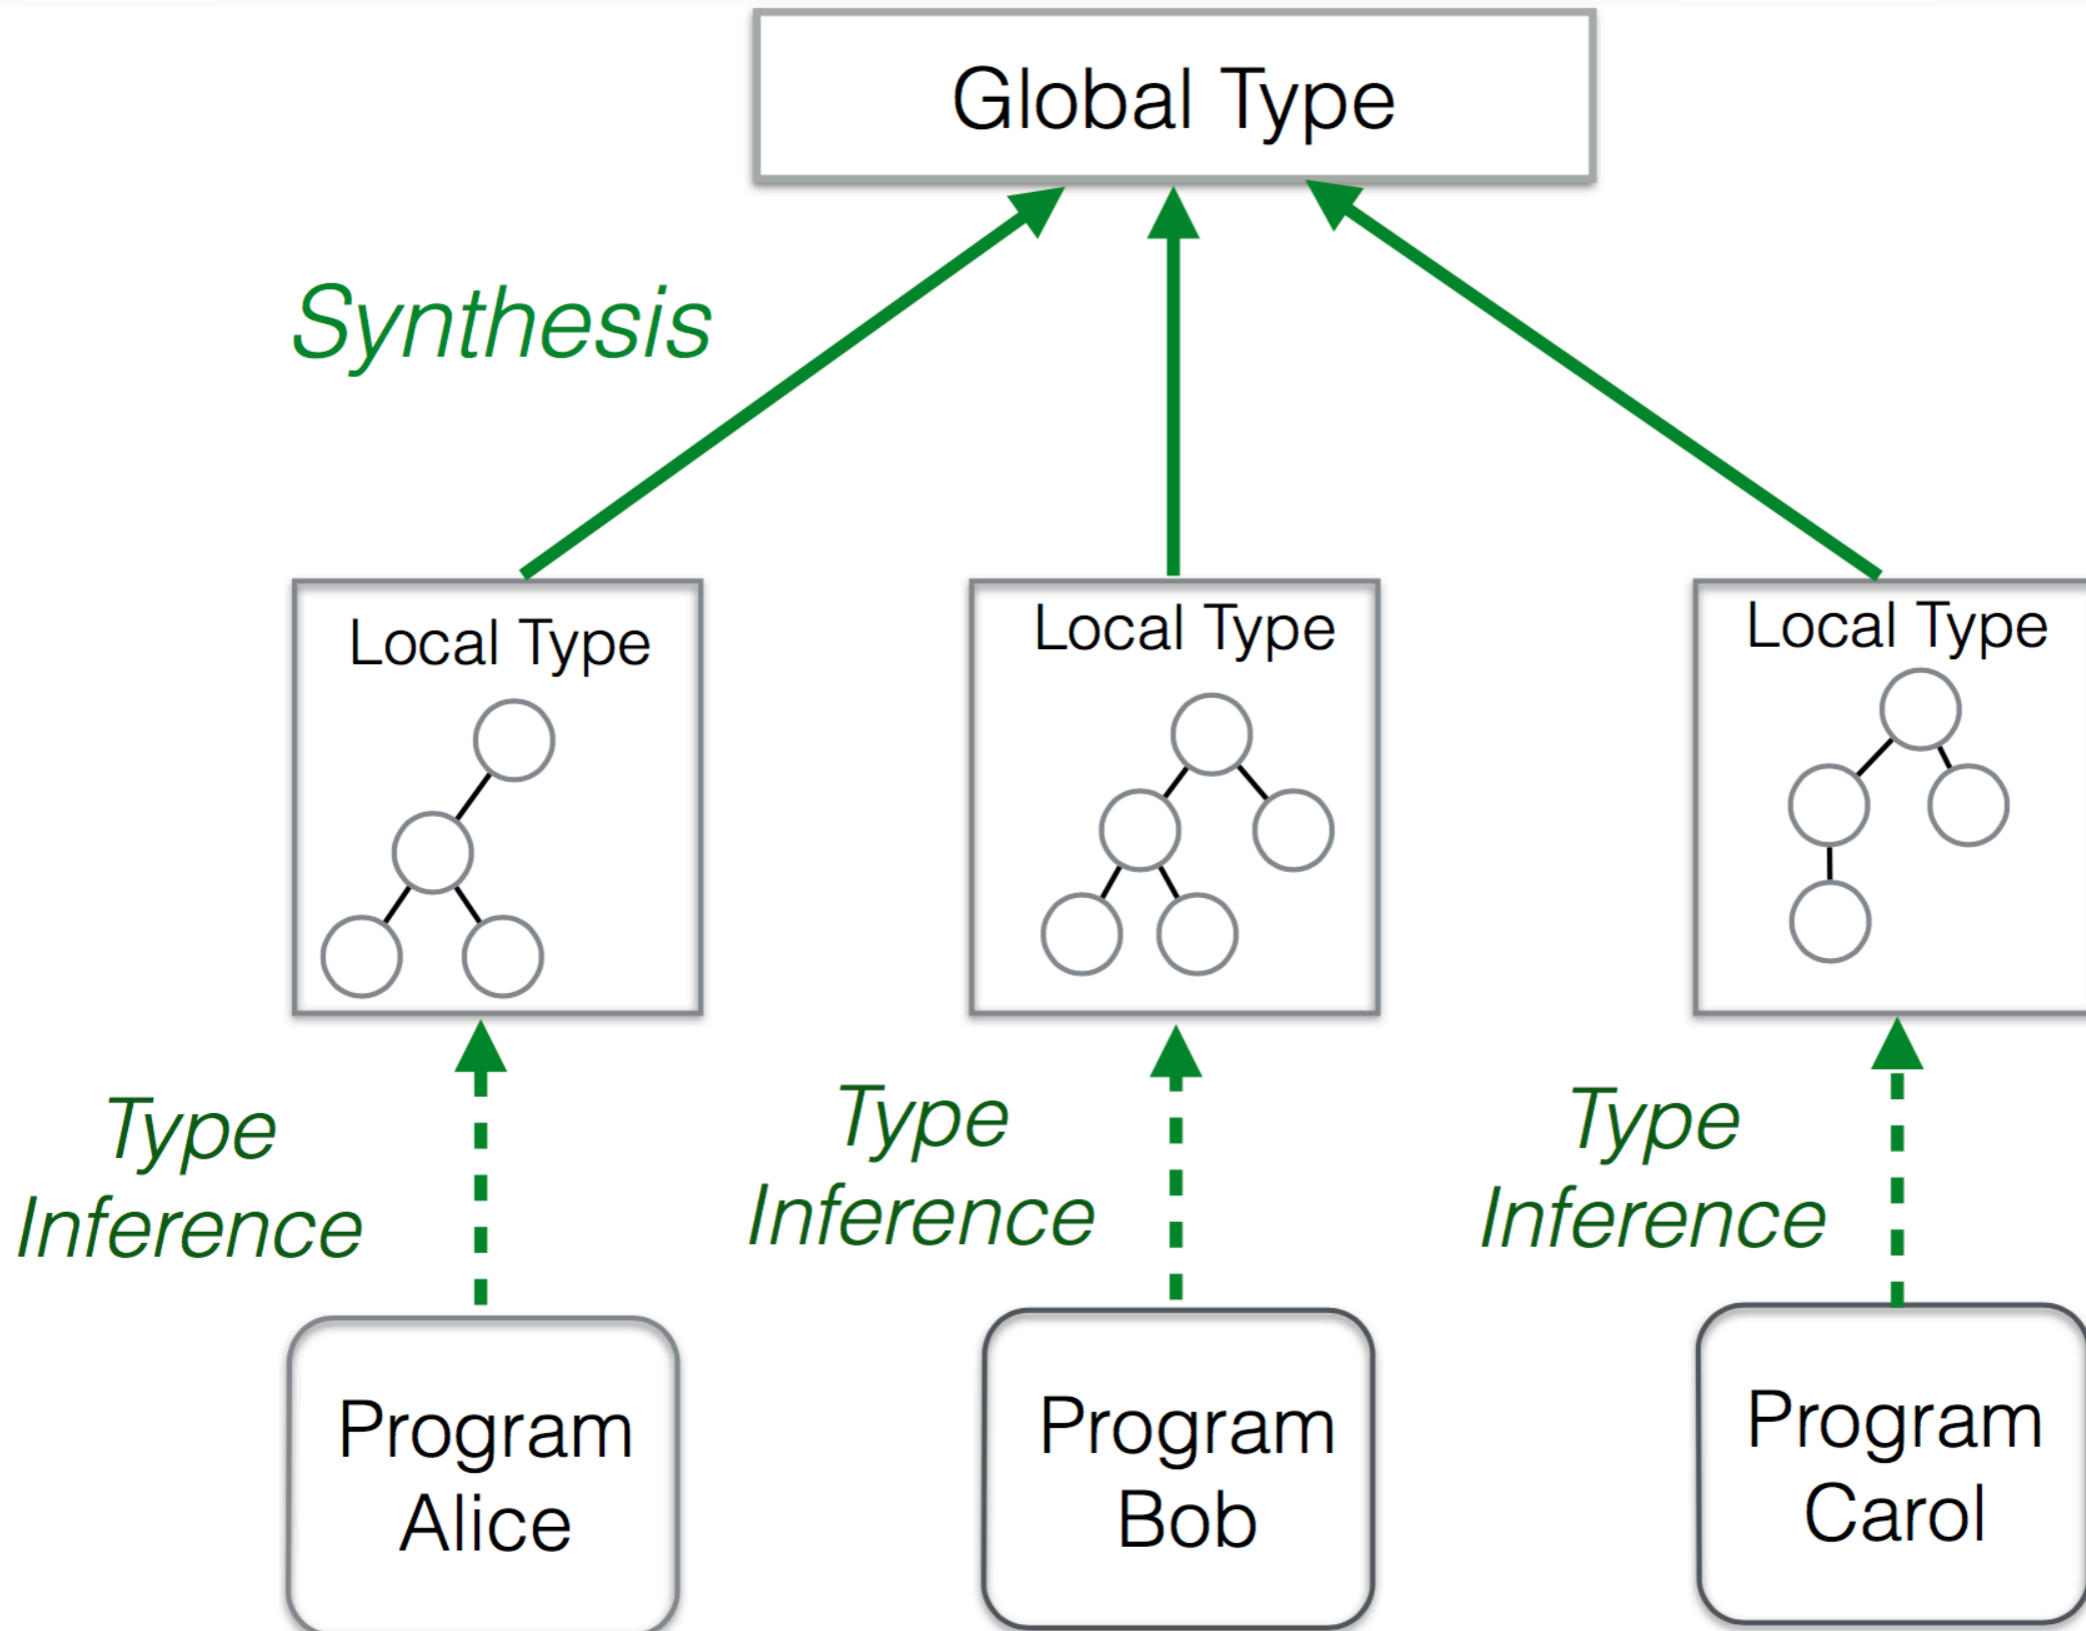 Global Type
Synthesis
Local Type
Local Type
Local Type
Type
Inference
Type
Inference
Type
Inference
Program
Alice
Program
Bob
Program
Carol